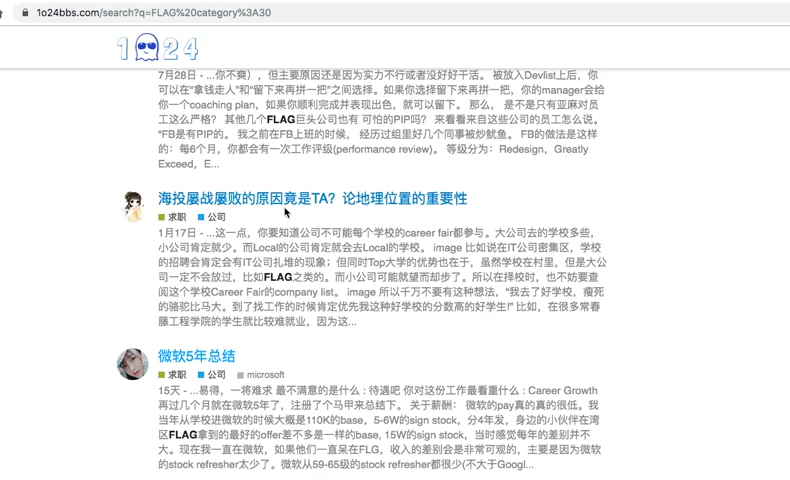 1o24bbs.com/search?q=FLAG%20category%3A30
1 24
7月28日 - ...你不爽），但主要原因还是因为实力不行或者没好好干活。 被放入Devlist上后，你
可以在“拿钱走人”和“留下来再拼一把”之间选择。如果你选择留下来再拼一把，你的manager会给
你一个coaching plan，如果你顺利完成并表现出色，就可以留下。 那么， 是不是只有亚麻对员
工这么严格？ 其他几个FLAG巨头公司也有 可怕的PIP吗？ 来看看来自这些公司的员工怎么说。
"FB是有PIP的。 我之前在FB上班的时候， 经历过组里好几个同事被炒鱿鱼。 FB的做法是这样
的：每6个月，你都会有一次工作评级(performance review)。 等级分为：Redesign，Greatly
Exceed，E...
海投屡战屡败的原因竟是TA？论地理位置的重要性
求职 公司
1月17日 - ...这一点，你要知道公司不可能每个学校的career fair都参与。大公司去的学校多些，
小公司肯定就少。而Local的公司肯定就会去Local的学校。 image 比如说在IT公司密集区，学校
的招聘会肯定会有IT公司扎堆的现象；但同时Top大学的优势也在于，虽然学校在村里，但是大公
司一定不会放过，比如FLAG之类的。而小公司可能就望而却步了。所以在择校时，也不妨要查
阅这个学校Career Fair的company list。 image 所以千万不要有这种想法，“我去了好学校，瘦死
的骆驼比马大。到了找工作的时候肯定优先我这种好学校的分数高的好学生!” 比如，在很多常春
藤工程学院的学生就比较难就业，因为这...
微软5年总结
求职 公司 microsoft
15天 - ...易得，一将难求 最不满意的是什么 : 待遇吧 你对这份工作最看重什么 : Career Growth
再过几个月就在微软5年了，注册了个马甲来总结下。 关于薪酬： 微软的pay真的真的很低。我
当年从学校进微软的时候大概是110K的base，5-6W的sign stock，分4年发，身边的小伙伴在湾
区FLAG拿到的最好的offer差不多是一样的base, 15W的sign stock，当时感觉每年的差别并不
大。现在我一直在微软，如果他们一直呆在FLG，收入的差别会是非常可观的，主要是因为微软
的stock refresher太少了。微软从59-65级的stock refresher都很少(不大于Googl...